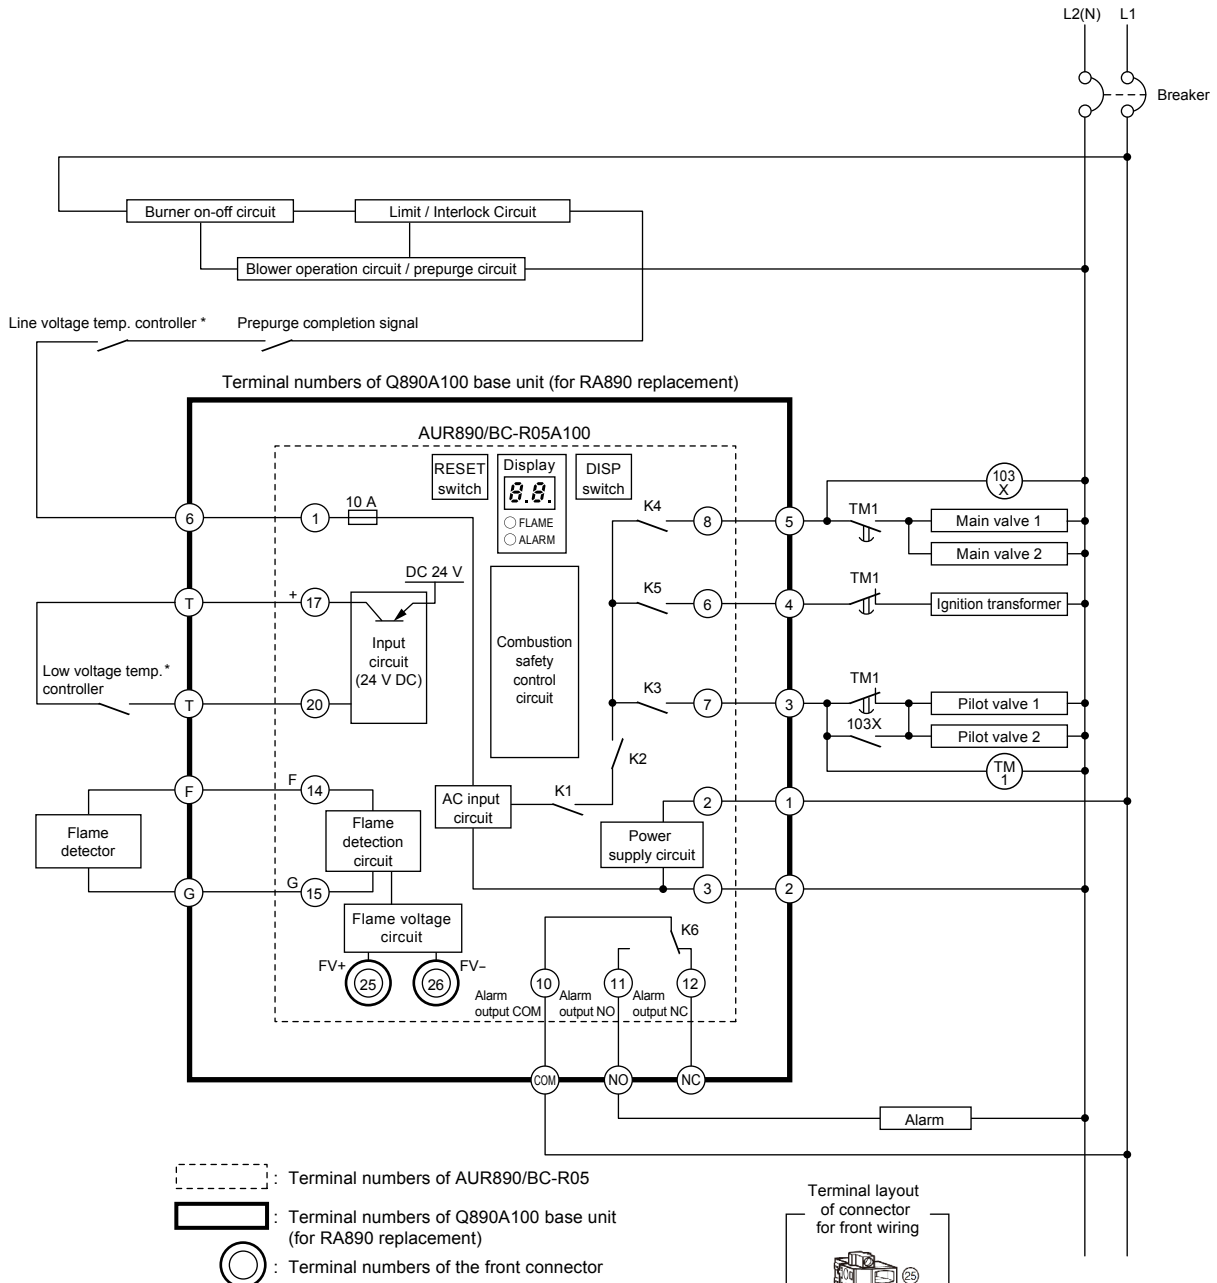 L2(N) L1
Breaker
Burner on-off circuit
Limit / Interlock Circuit
Blower operation circuit / prepurge circuit
Line voltage temp. controller *
Prepurge completion signal
Terminal numbers of Q890A100 base unit (for RA890 replacement)
AUR890/BC-R05A100
RESET
switch
Display
8.8.
FLAME
ALARM
DISP
switch
6
1
10 A
K4
8
5
103
X
TM1
Main valve 1
Main valve 2
DC 24 V
T
+
17
Input
circuit
(24 V DC)
Combustion
safety
control
circuit
K5
6
4
TM1
Ignition transformer
Low voltage temp. *
controller
T
20
K3
7
3
TM1
103X
Pilot valve 1
Pilot valve 2
TM
1
K2
K1
F
F
14
AC input
circuit
2
1
Flame
detector
Flame
detection
circuit
Power
supply circuit
G
G
15
3
2
Flame voltage
circuit
K6
FV+
25
26
FV−
10
11
12
Alarm
output COM
Alarm
output NO
Alarm
output NC
COM
NO
NC
Alarm
: Terminal numbers of AUR890/BC-R05
: Terminal numbers of Q890A100 base unit
(for RA890 replacement)
: Terminal numbers of the front connector
Terminal layout
of connector
for front wiring
25